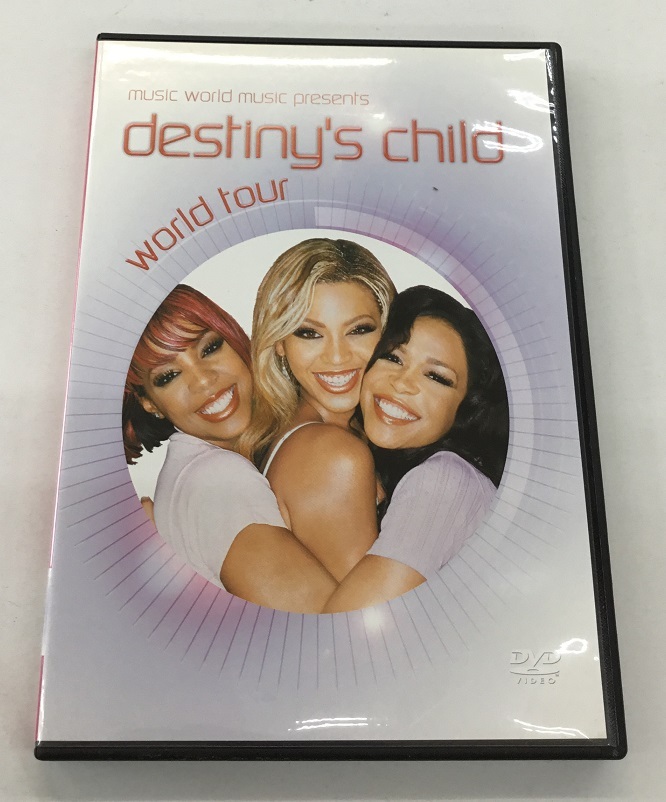 music world music presents
destiny's child
world tour
DVD
VIDEO